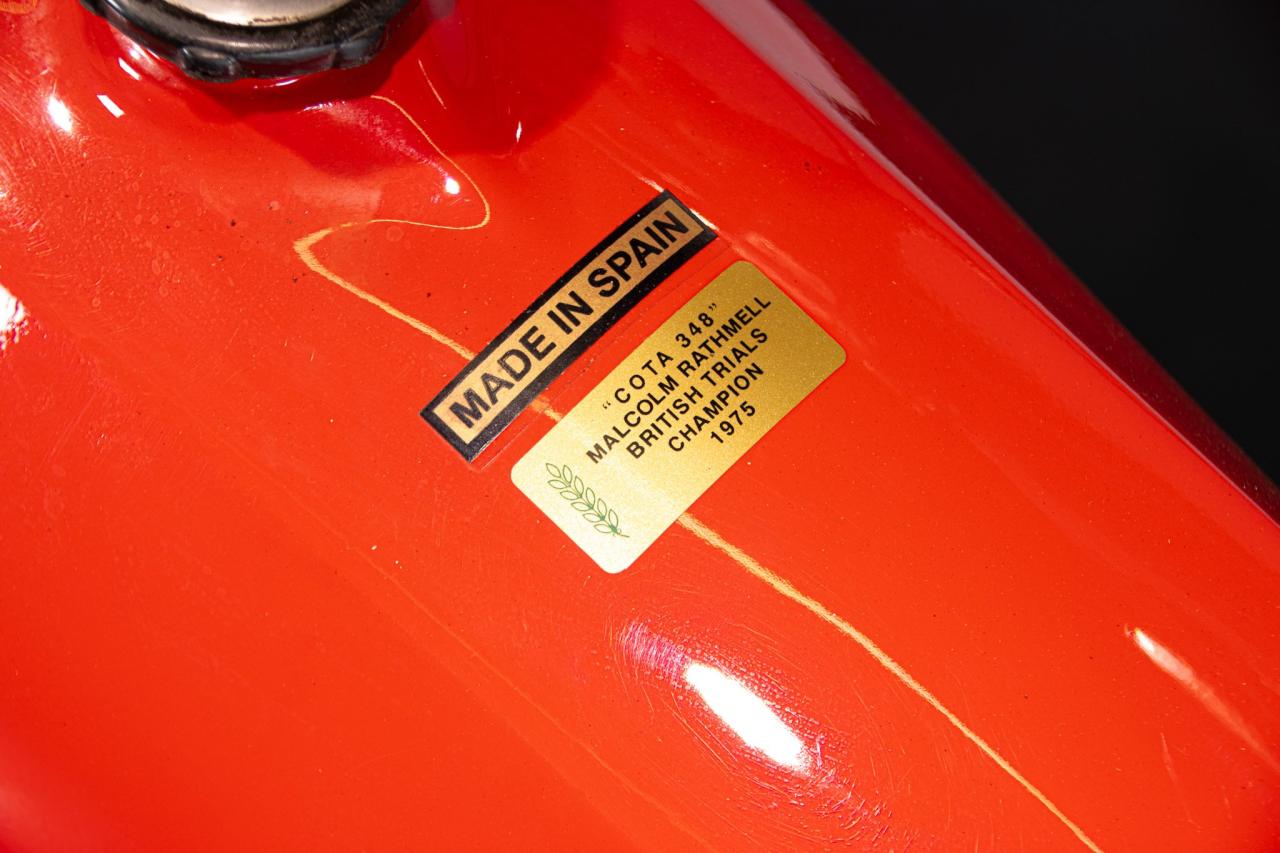 MADE IN SPAIN
“COTA 348”
MALCOLM RATHMELL
BRITISH TRIALS
CHAMPION
1975